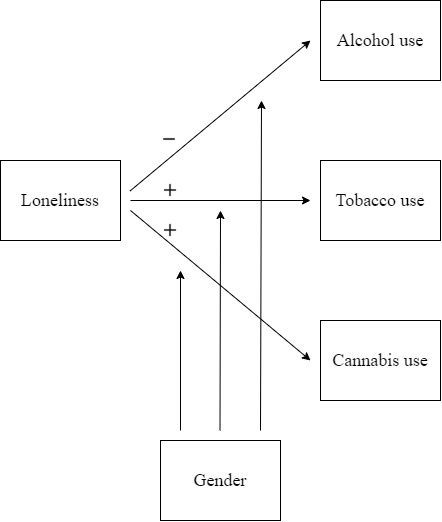 Alcohol use
−
+
Loneliness
Tobacco use
+
Cannabis use
Gender